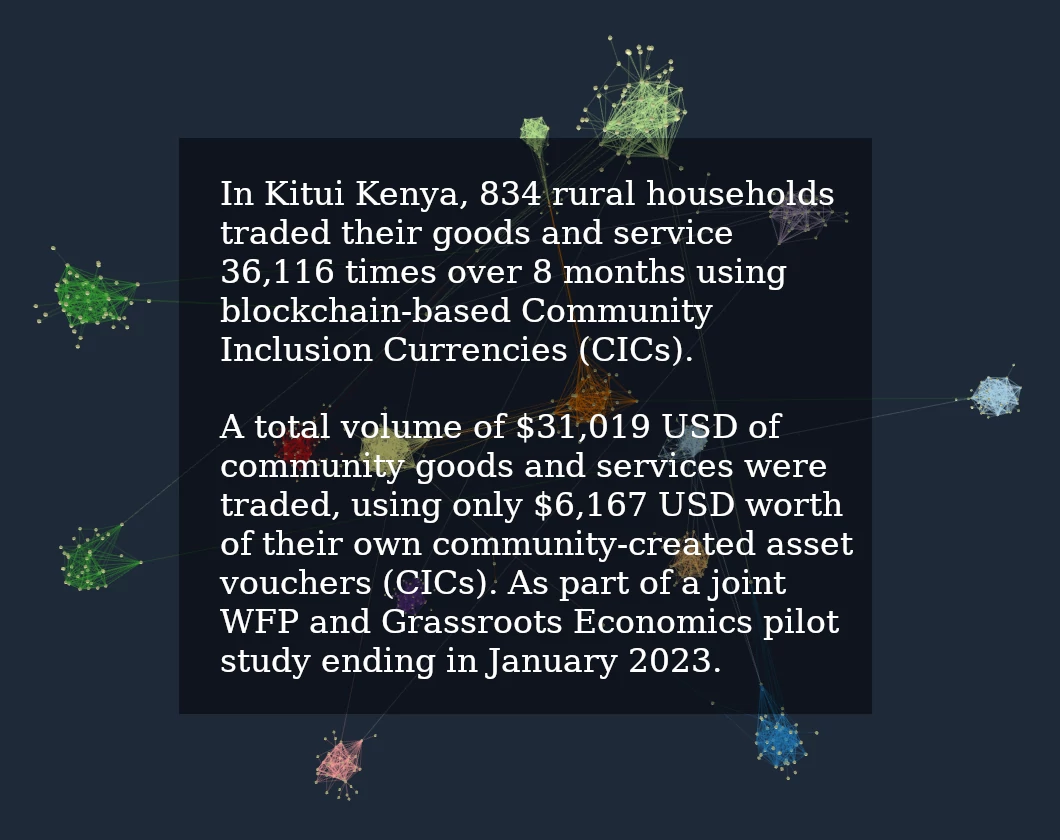 In Kitui Kenya, 834 rural households
traded their goods and service
36,116 times over 8 months using
blockchain-based Community
Inclusion Currencies (CICs).
A total volume of $31,019 USD of
community goods and services were
traded, using only $6,167 USD worth
of their own community-created asset
vouchers (CICs). As part of a joint
WFP and Grassroots Economics pilot
study ending in January 2023.